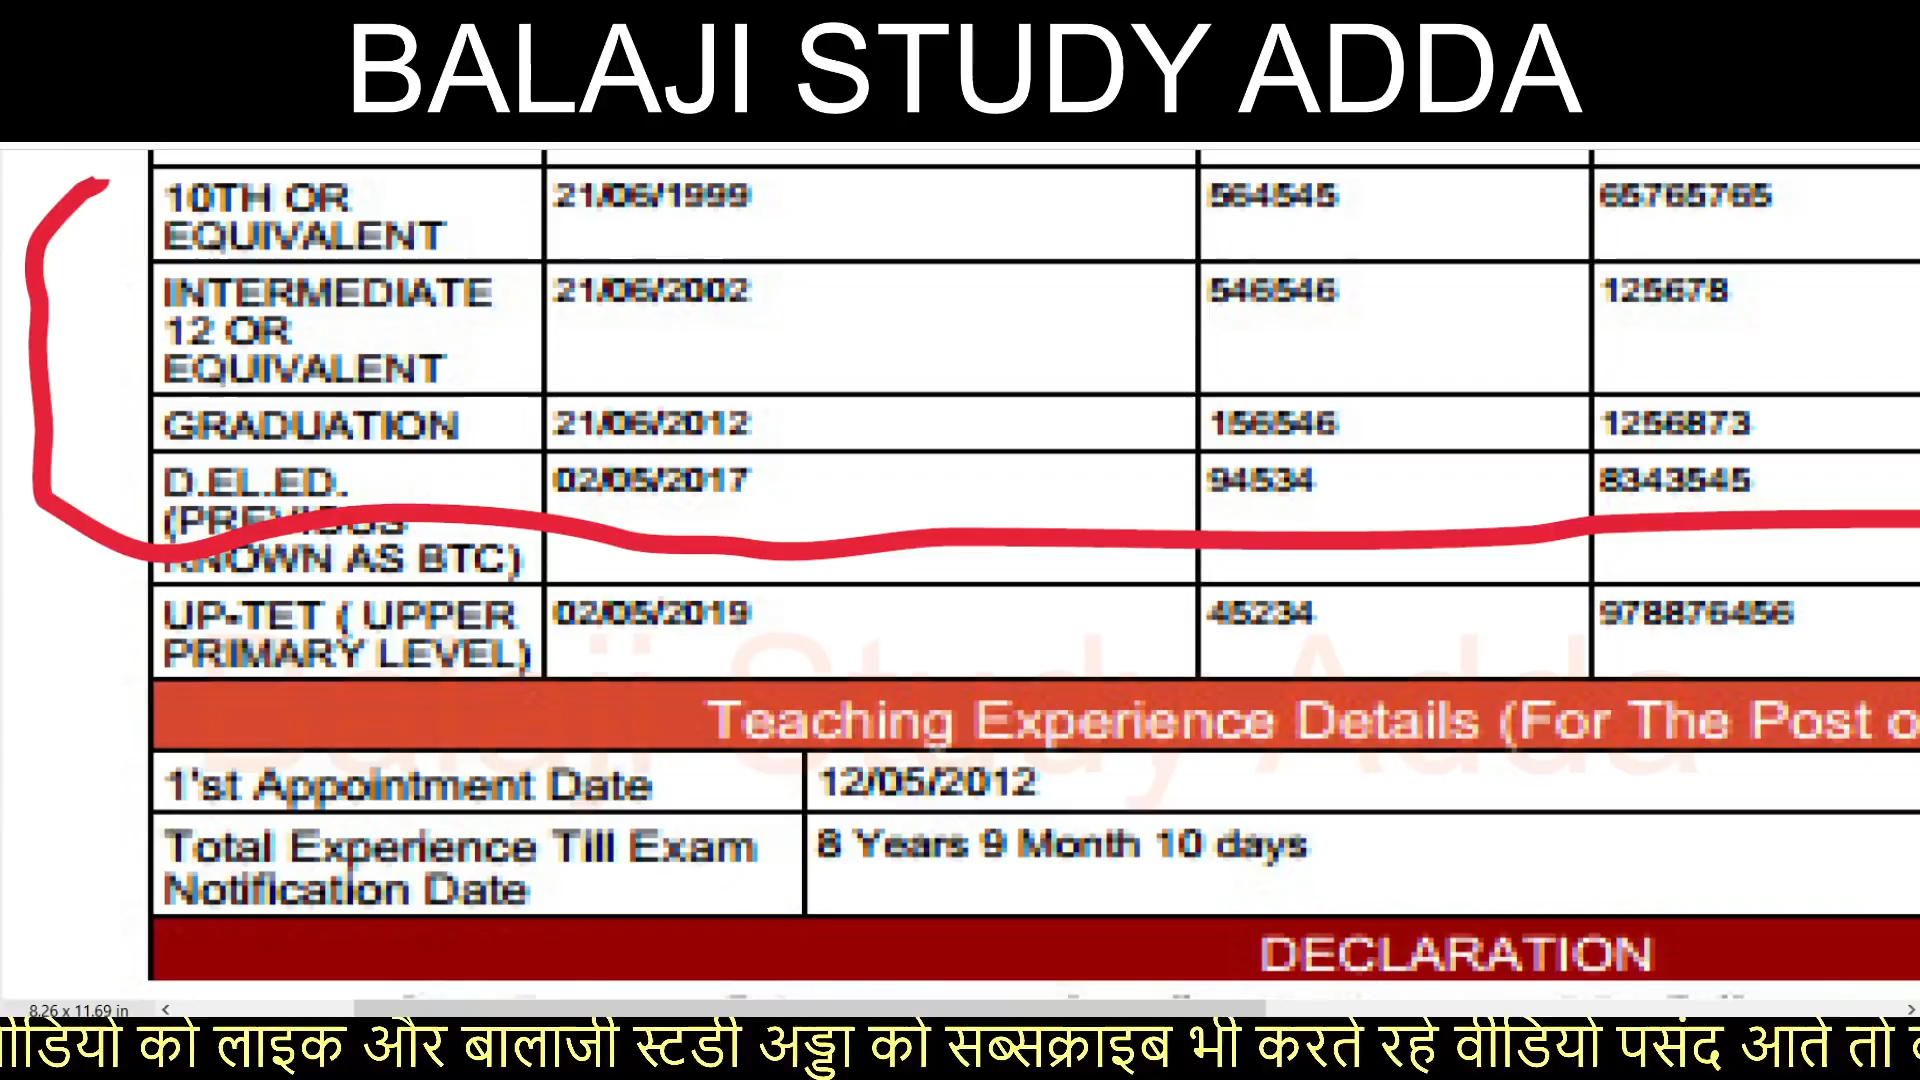 BALAJI STUDY ADDA
10TH OR EQUIVALENT 21/06/1999 564545 65765765
INTERMEDIATE 12 OR EQUIVALENT 21/06/2002 546546 125678
GRADUATION 21/06/2012 156546 1256873
D.EL.ED. (PREVIOUS KNOWN AS BTC) 02/05/2017 94534 8343545
UP-TET ( UPPER PRIMARY LEVEL) 02/05/2019 45234 978876456
Balaji Study Adda
Teaching Experience Details (For The Post o
1'st Appointment Date 12/05/2012
Total Experience Till Exam Notification Date 8 Years 9 Month 10 days
DECLARATION
8.26 x 11.69 in
को लाइक और बालाजी स्टडी अड्डा को सब्सक्राइब भी करते रहे वीडियो पसंद आते तो